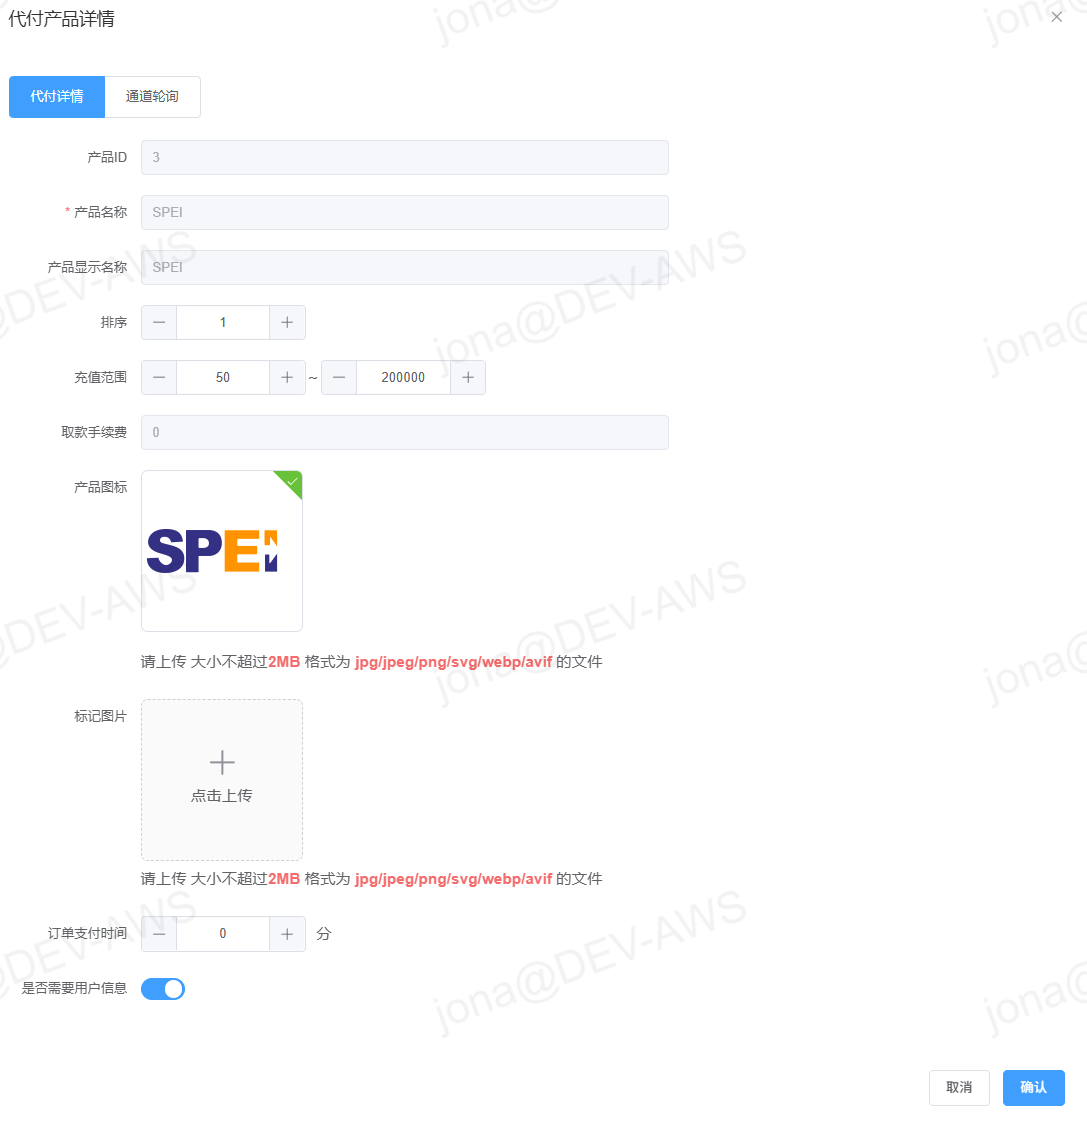 代付产品详情
代付详情
通道轮询
产品ID
3
* 产品名称
SPEI
产品显示名称
SPEI
排序
1
充值范围
50 ~ 200000
取款手续费
0
产品图标
SPEI
请上传 大小不超过2MB 格式为 jpg/jpeg/png/svg/webp/avif 的文件
标记图片
点击上传
请上传 大小不超过2MB 格式为 jpg/jpeg/png/svg/webp/avif 的文件
订单支付时间
0 分
是否需要用户信息
取消
确认
jona@DEV-AWS